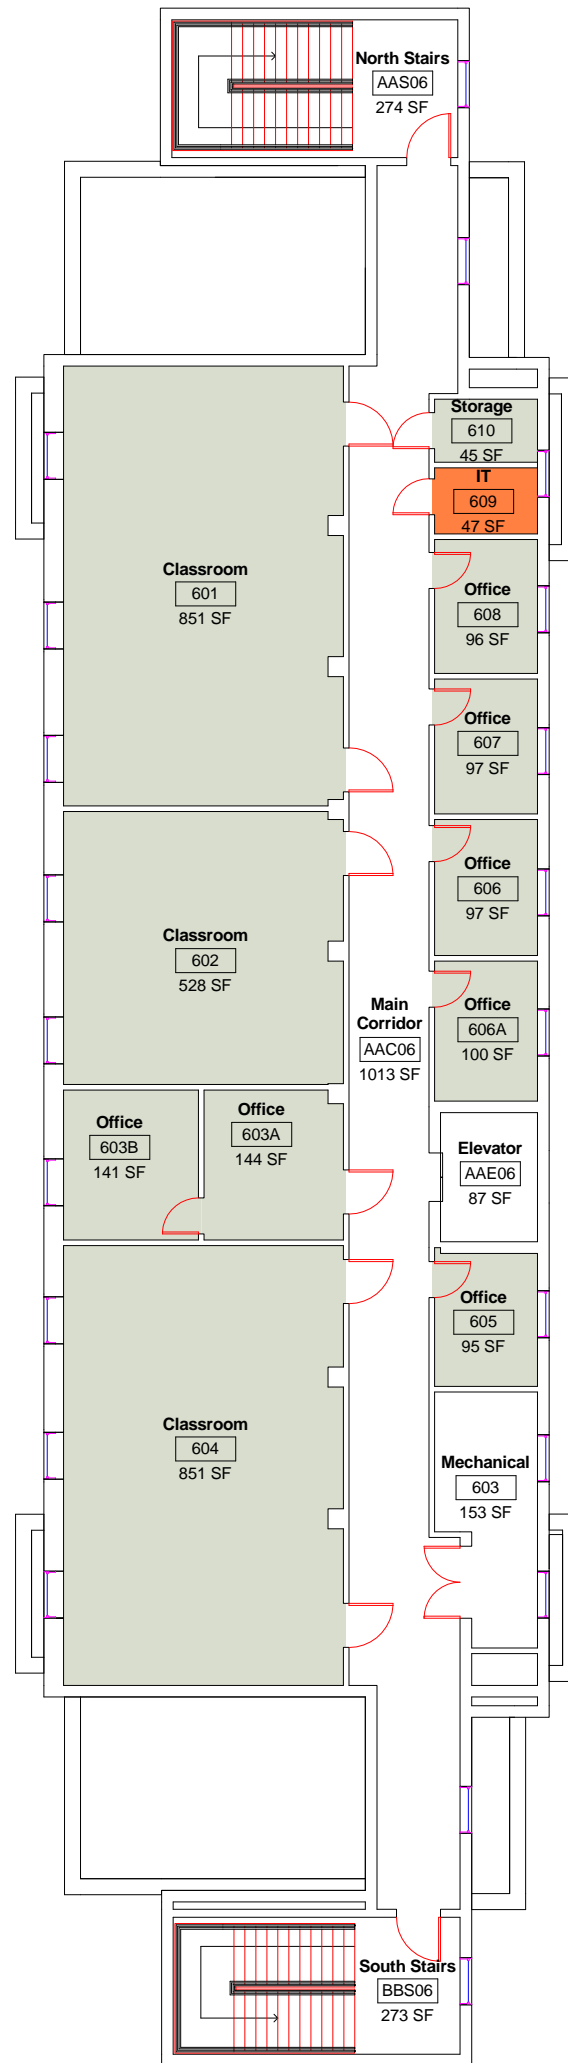 North Stairs
AAS06
274 SF
Storage
610
45 SF
IT
609
47 SF
Classroom
601
851 SF
Office
608
96 SF
Office
607
97 SF
Office
606
97 SF
Classroom
602
528 SF
Office
606A
100 SF
Main
Corridor
AAC06
1013 SF
Office
603B
141 SF
Office
603A
144 SF
Elevator
AAE06
87 SF
Office
605
95 SF
Classroom
604
851 SF
Mechanical
603
153 SF
South Stairs
BBS06
273 SF